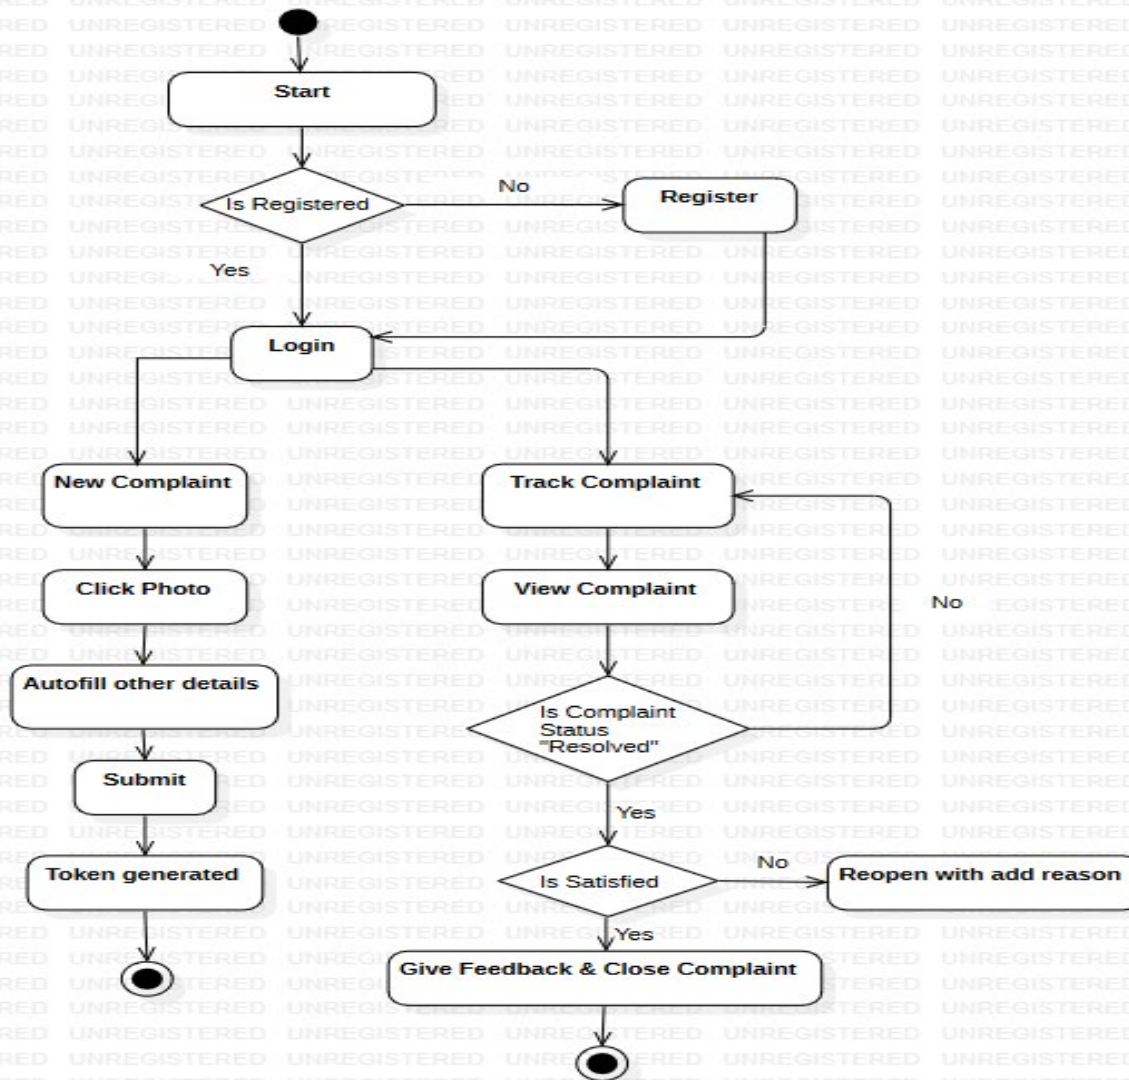 Start
Is Registered
No
Register
Yes
Login
New Complaint
Track Complaint
Click Photo
View Complaint
No
Autofill other details
Is Complaint
Status
"Resolved"
Submit
Yes
Token generated
Is Satisfied
No
Reopen with add reason
Yes
Give Feedback & Close Complaint
UNREGISTERED